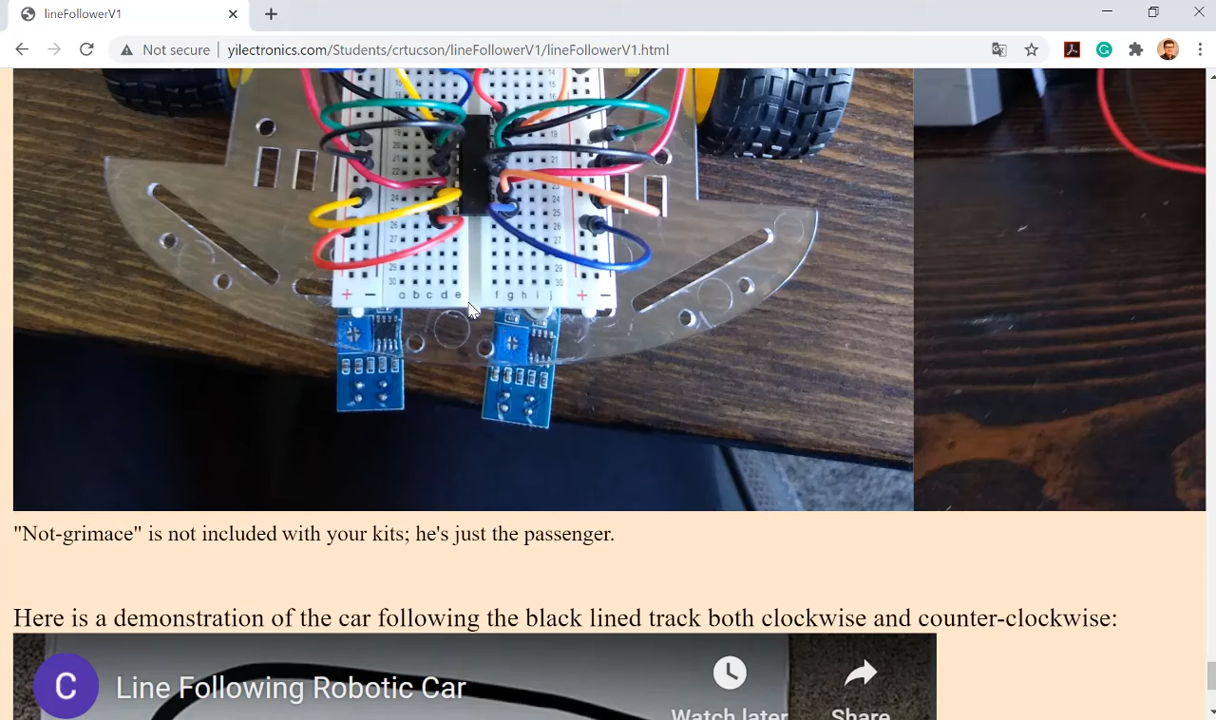 lineFollowerV1
Not secure
yilectronics.com/Students/crtucson/lineFollowerV1/lineFollowerV1.html
+ − a b c d e f g h i j + −
"Not-grimace" is not included with your kits; he's just the passenger.
Here is a demonstration of the car following the black lined track both clockwise and counter-clockwise:
C
Line Following Robotic Car
Watch later
Share